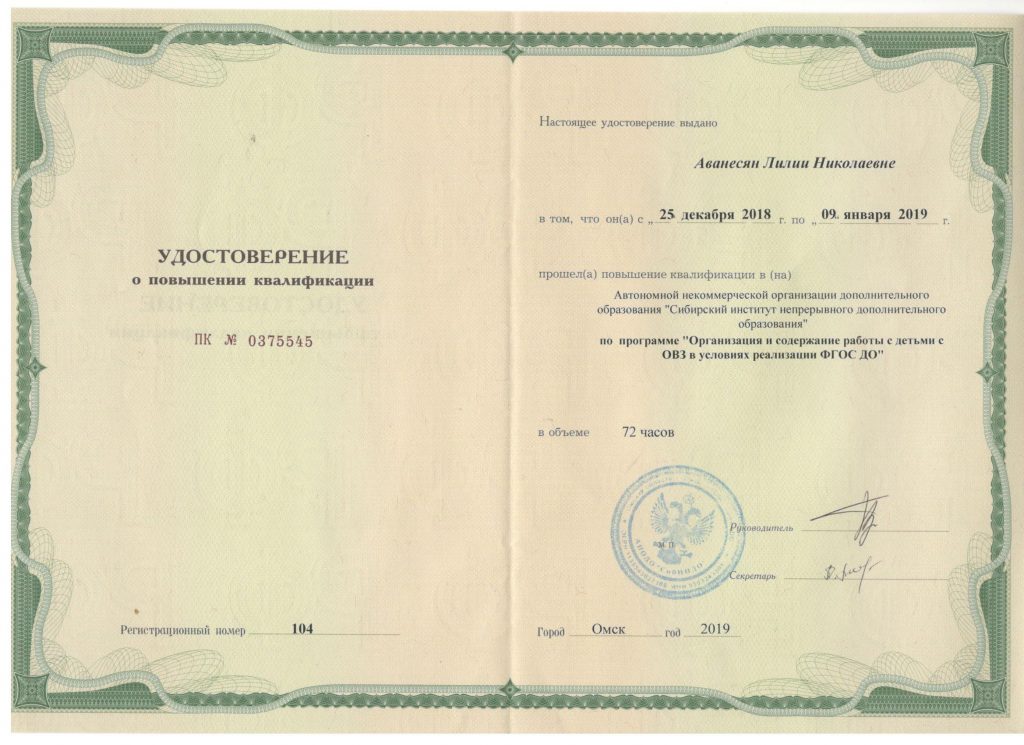 УДОСТОВЕРЕНИЕ
о повышении квалификации
ПК № 0375545
Регистрационный номер 104
Настоящее удостоверение выдано
Аванесян Лилии Николаевне
в том, что он(а) с „ 25. декабря 2018 г. по „ 09. января 2019 г.
прошел(а) повышение квалификации в (на)
Автономной некоммерческой организации дополнительного
образования "Сибирский институт непрерывного дополнительного
образования"
по программе "Организация и содержание работы с детьми с
ОВЗ в условиях реализации ФГОС ДО"
в объеме 72 часов
Руководитель
М П
Секретарь
Город Омск год 2019